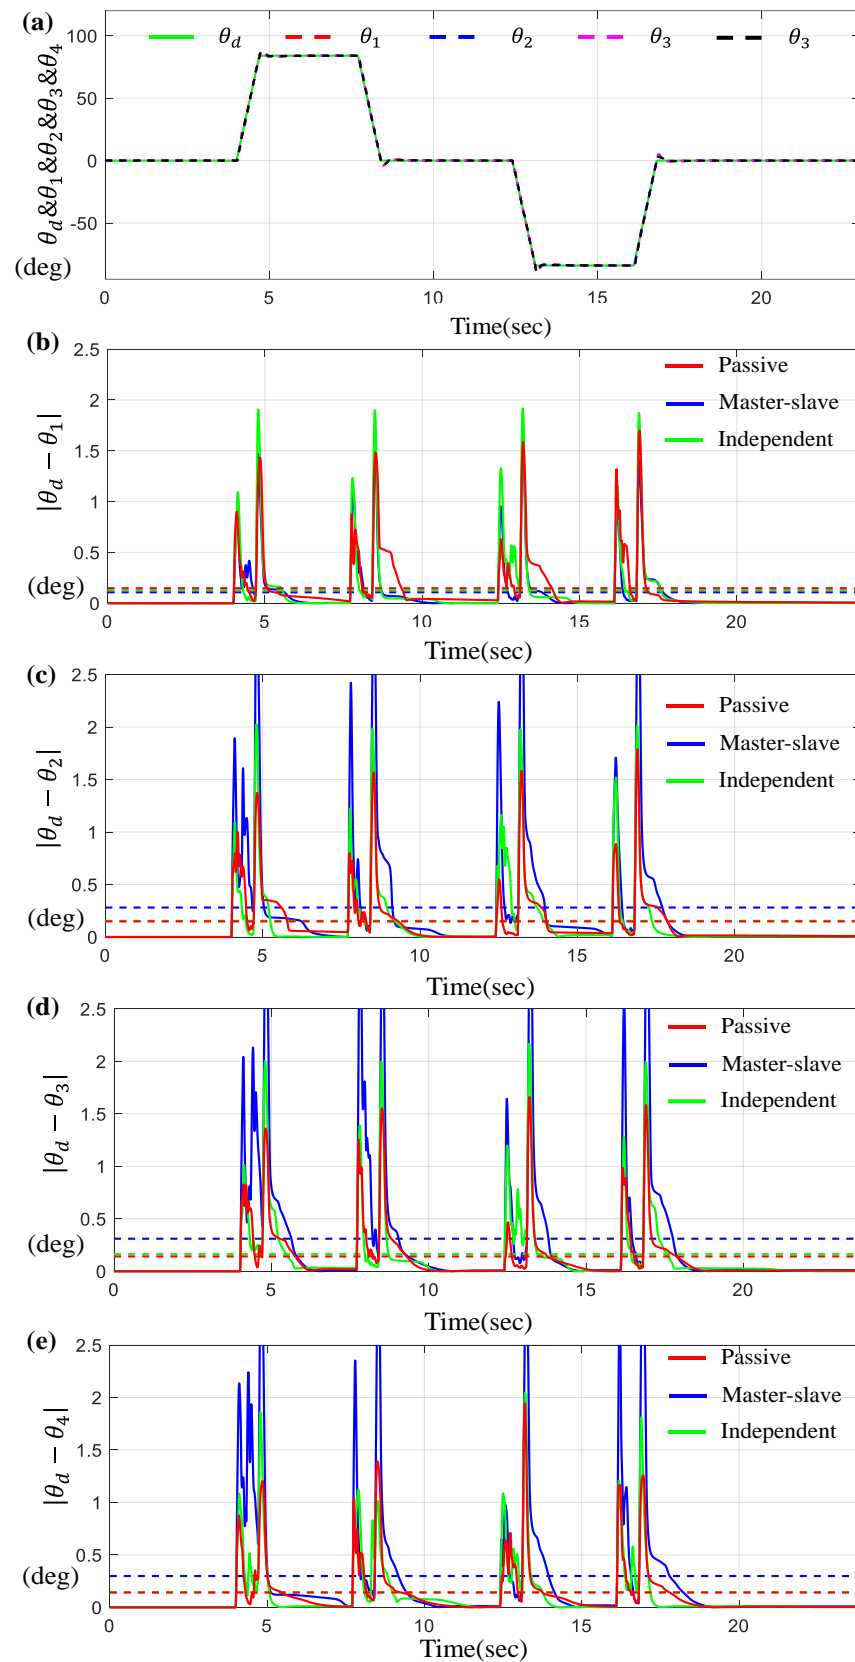 (a)
θd&θ1&θ2&θ3&θ4
(deg)
θd θ1 θ2 θ3 θ3
100
50
0
-50
0 5 10 15 20
Time(sec)
(b)
|θd − θ1|
(deg)
2.5
2
1.5
1
0.5
0
Passive
Master-slave
Independent
5 10 15 20
Time(sec)
(c)
|θd − θ2|
(deg)
2.5
2
1.5
1
0.5
0
Passive
Master-slave
Independent
0 5 10 15 20
Time(sec)
(d)
|θd − θ3|
(deg)
2.5
2
1.5
1
0.5
0
Passive
Master-slave
Independent
0 5 10 15 20
Time(sec)
(e)
|θd − θ4|
(deg)
2.5
2
1.5
1
0.5
0
Passive
Master-slave
Independent
0 5 10 15 20
Time(sec)